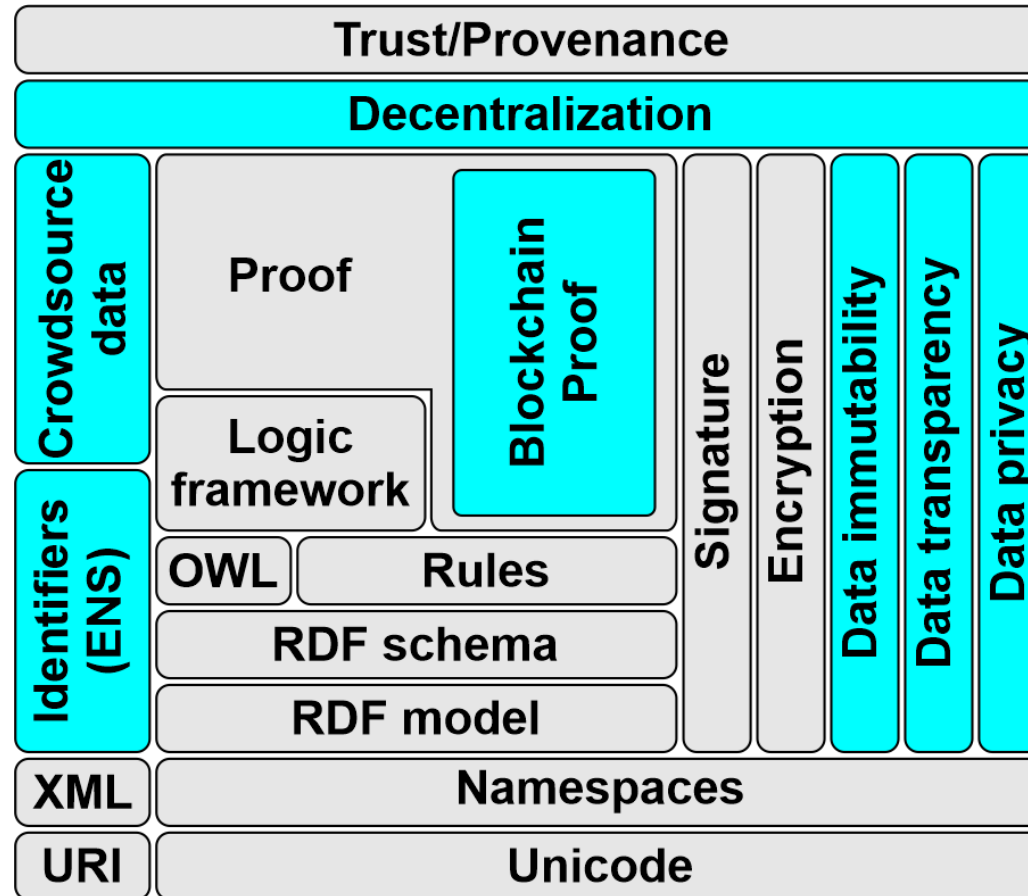 Trust/Provenance
Decentralization
Crowdsource
data
Proof
Blockchain
Proof
Signature
Encryption
Data immutability
Data transparency
Data privacy
Logic
framework
Identifiers
(ENS)
OWL
Rules
RDF schema
RDF model
XML
Namespaces
URI
Unicode